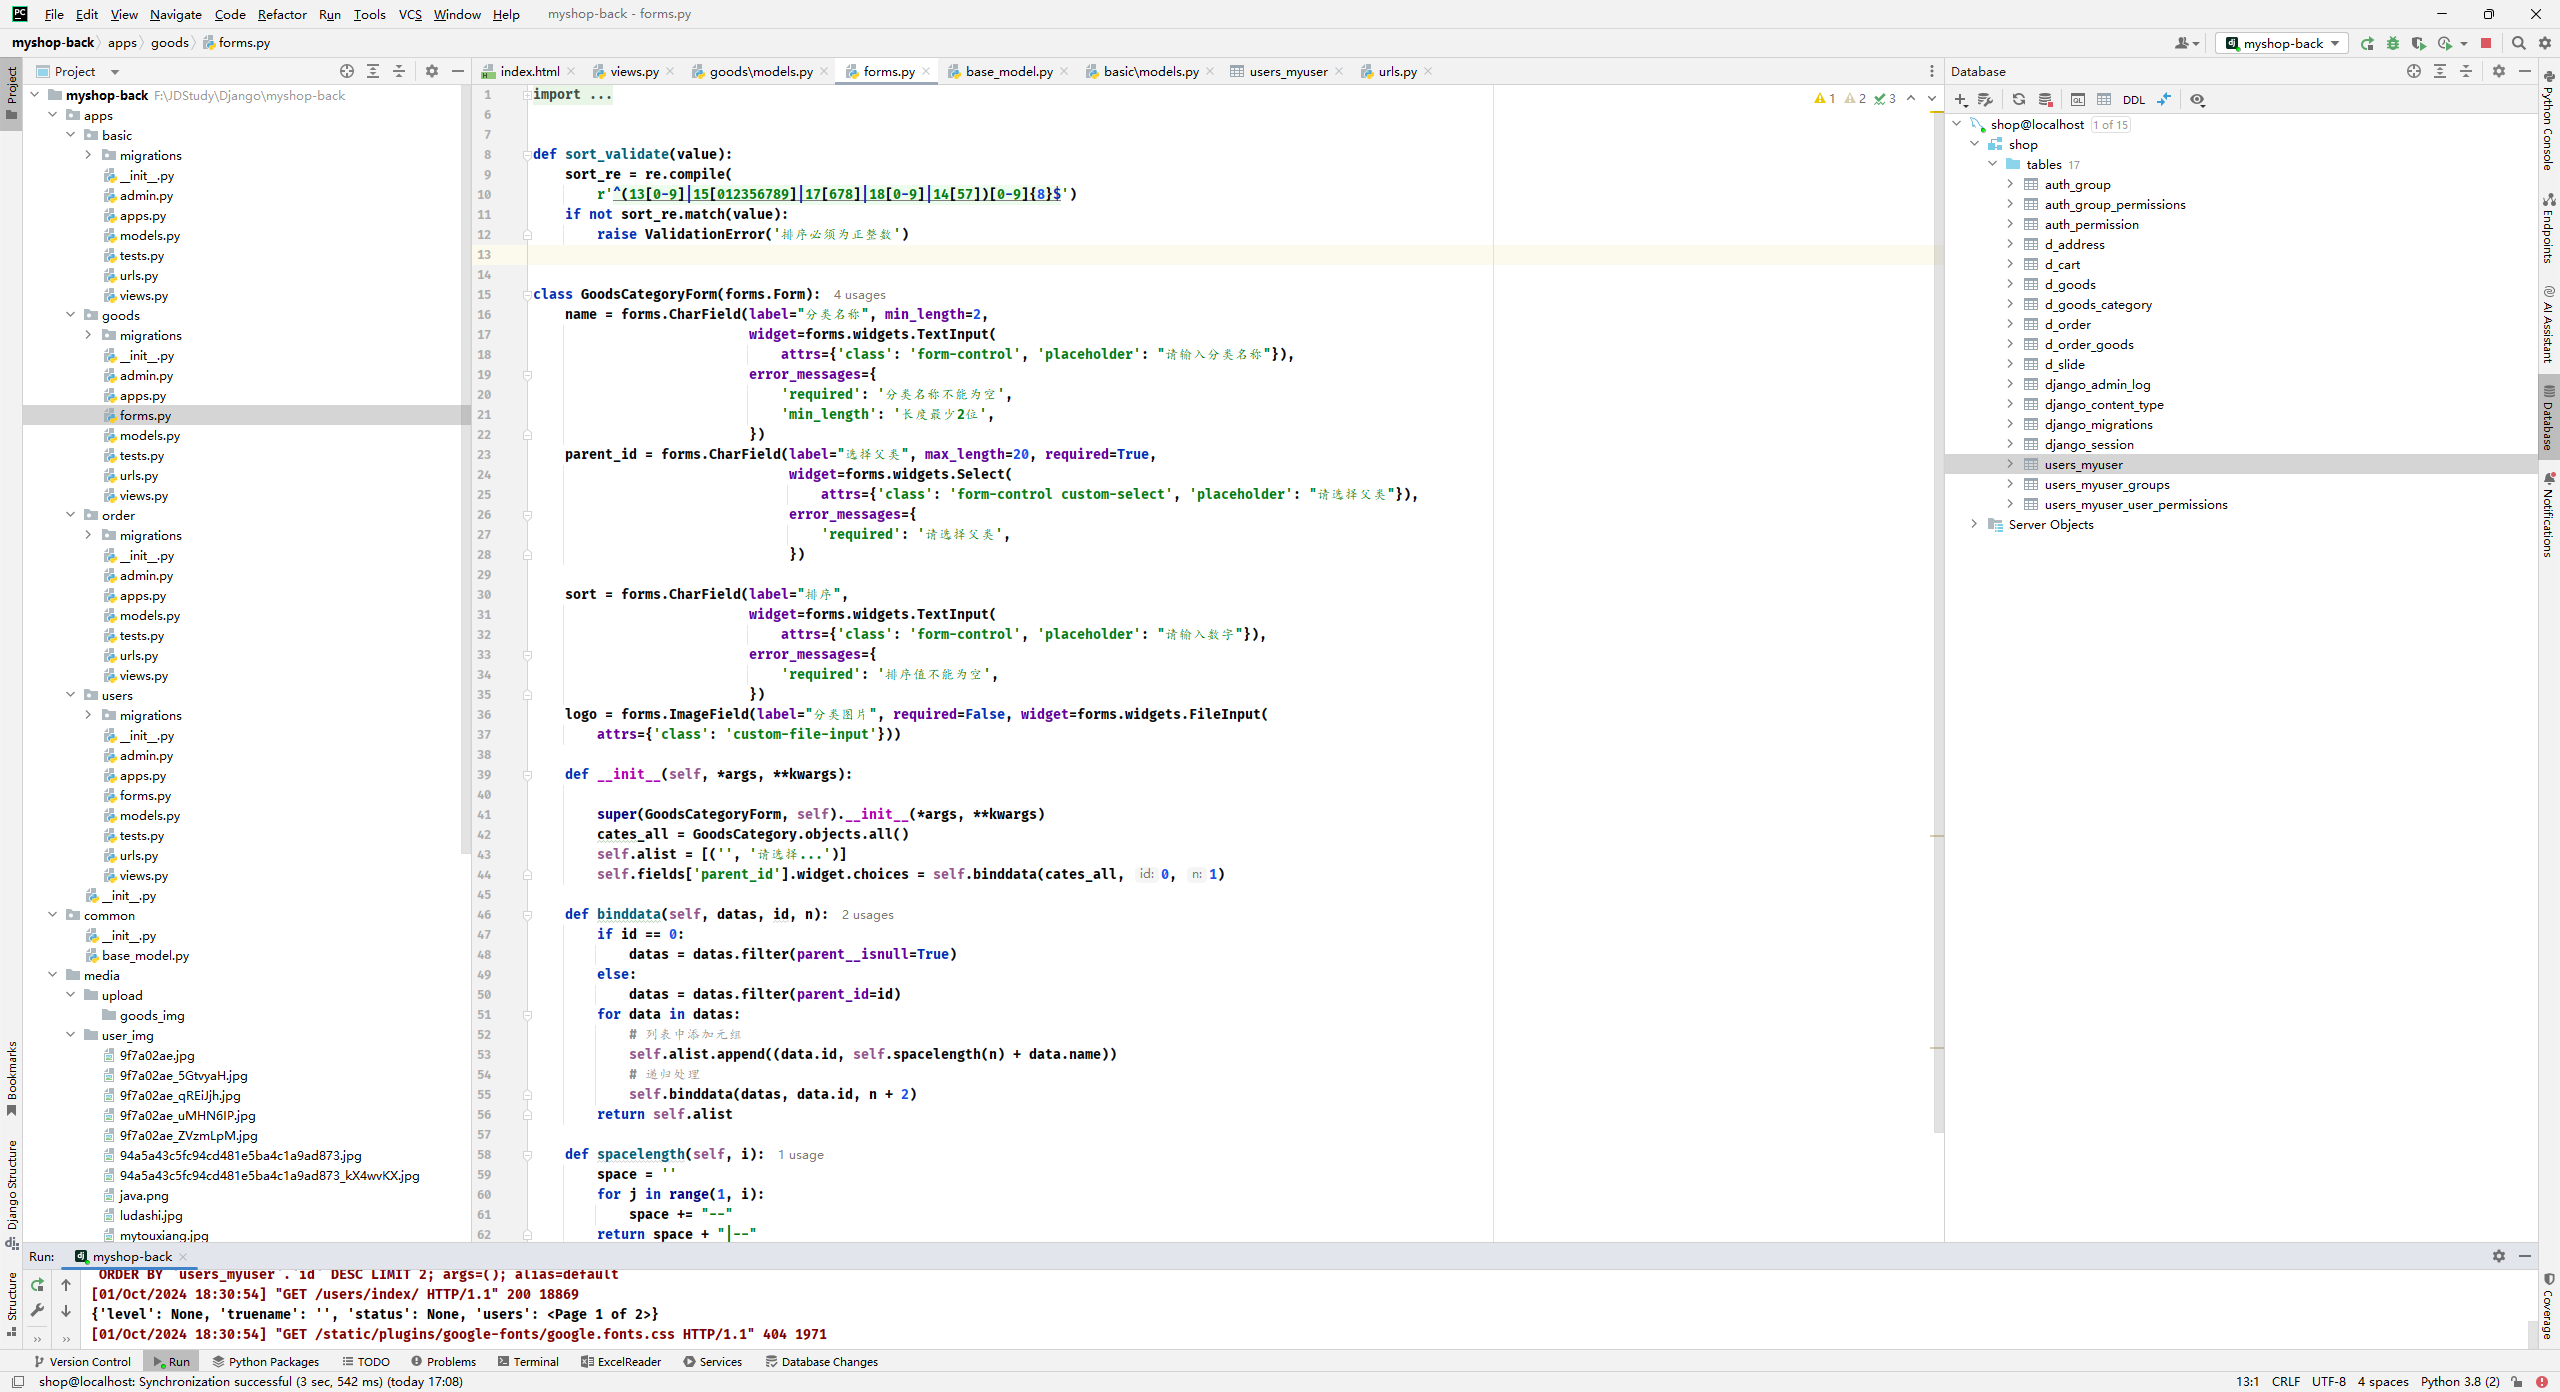 File Edit View Navigate Code Refactor Run Tools VCS Window Help myshop-back - forms.py
myshop-back apps goods forms.py
myshop-back
Project
index.html
views.py
goods\models.py
forms.py
base_model.py
basic\models.py
users_myuser
urls.py
Database
Project
myshop-back F:\JDStudy\Django\myshop-back
apps
basic
migrations
__init__.py
admin.py
apps.py
models.py
tests.py
urls.py
views.py
goods
migrations
__init__.py
admin.py
apps.py
forms.py
models.py
tests.py
urls.py
views.py
order
migrations
__init__.py
admin.py
apps.py
models.py
tests.py
urls.py
views.py
users
migrations
__init__.py
admin.py
apps.py
forms.py
models.py
tests.py
urls.py
views.py
__init__.py
common
__init__.py
base_model.py
media
upload
goods_img
user_img
9f7a02ae.jpg
9f7a02ae_5GtvyaH.jpg
9f7a02ae_qREiJjh.jpg
9f7a02ae_uMHN6IP.jpg
9f7a02ae_ZVzmLpM.jpg
94a5a43c5fc94cd481e5ba4c1a9ad873.jpg
94a5a43c5fc94cd481e5ba4c1a9ad873_kX4wvKX.jpg
java.png
ludashi.jpg
mytouxiang.jpg
Bookmarks
Django Structure
Structure
1 2 3
1 import ...
6
7
8 def sort_validate(value):
9 sort_re = re.compile(
10 r'^(13[0-9]|15[012356789]|17[678]|18[0-9]|14[57])[0-9]{8}$')
11 if not sort_re.match(value):
12 raise ValidationError('排序必须为正整数')
13
14
15 class GoodsCategoryForm(forms.Form): 4 usages
16 name = forms.CharField(label="分类名称", min_length=2,
17 widget=forms.widgets.TextInput(
18 attrs={'class': 'form-control', 'placeholder': "请输入分类名称"}),
19 error_messages={
20 'required': '分类名称不能为空',
21 'min_length': '长度最少2位',
22 })
23 parent_id = forms.CharField(label="选择父类", max_length=20, required=True,
24 widget=forms.widgets.Select(
25 attrs={'class': 'form-control custom-select', 'placeholder': "请选择父类"}),
26 error_messages={
27 'required': '请选择父类',
28 })
29
30 sort = forms.CharField(label="排序",
31 widget=forms.widgets.TextInput(
32 attrs={'class': 'form-control', 'placeholder': "请输入数字"}),
33 error_messages={
34 'required': '排序值不能为空',
35 })
36 logo = forms.ImageField(label="分类图片", required=False, widget=forms.widgets.FileInput(
37 attrs={'class': 'custom-file-input'}))
38
39 def __init__(self, *args, **kwargs):
40
41 super(GoodsCategoryForm, self).__init__(*args, **kwargs)
42 cates_all = GoodsCategory.objects.all()
43 self.alist = [('', '请选择...')]
44 self.fields['parent_id'].widget.choices = self.binddata(cates_all, id: 0, n: 1)
45
46 def binddata(self, datas, id, n): 2 usages
47 if id == 0:
48 datas = datas.filter(parent__isnull=True)
49 else:
50 datas = datas.filter(parent_id=id)
51 for data in datas:
52 # 列表中添加元组
53 self.alist.append((data.id, self.spacelength(n) + data.name))
54 # 递归处理
55 self.binddata(datas, data.id, n + 2)
56 return self.alist
57
58 def spacelength(self, i): 1 usage
59 space = ''
60 for j in range(1, i):
61 space += "--"
62 return space + "|--"
DDL
shop@localhost 1 of 15
shop
tables 17
auth_group
auth_group_permissions
auth_permission
d_address
d_cart
d_goods
d_goods_category
d_order
d_order_goods
d_slide
django_admin_log
django_content_type
django_migrations
django_session
users_myuser
users_myuser_groups
users_myuser_user_permissions
Server Objects
Python Console
Endpoints
AI Assistant
Database
Notifications
Coverage
Run: myshop-back
ORDER BY `users_myuser`.`id` DESC LIMIT 2; args=(); alias=default
[01/Oct/2024 18:30:54] "GET /users/index/ HTTP/1.1" 200 18869
{'level': None, 'truename': '', 'status': None, 'users': <Page 1 of 2>}
[01/Oct/2024 18:30:54] "GET /static/plugins/google-fonts/google.fonts.css HTTP/1.1" 404 1971
Version Control Run Python Packages TODO Problems Terminal ExcelReader Services Database Changes
shop@localhost: Synchronization successful (3 sec, 542 ms) (today 17:08)
13:1 CRLF UTF-8 4 spaces Python 3.8 (2)